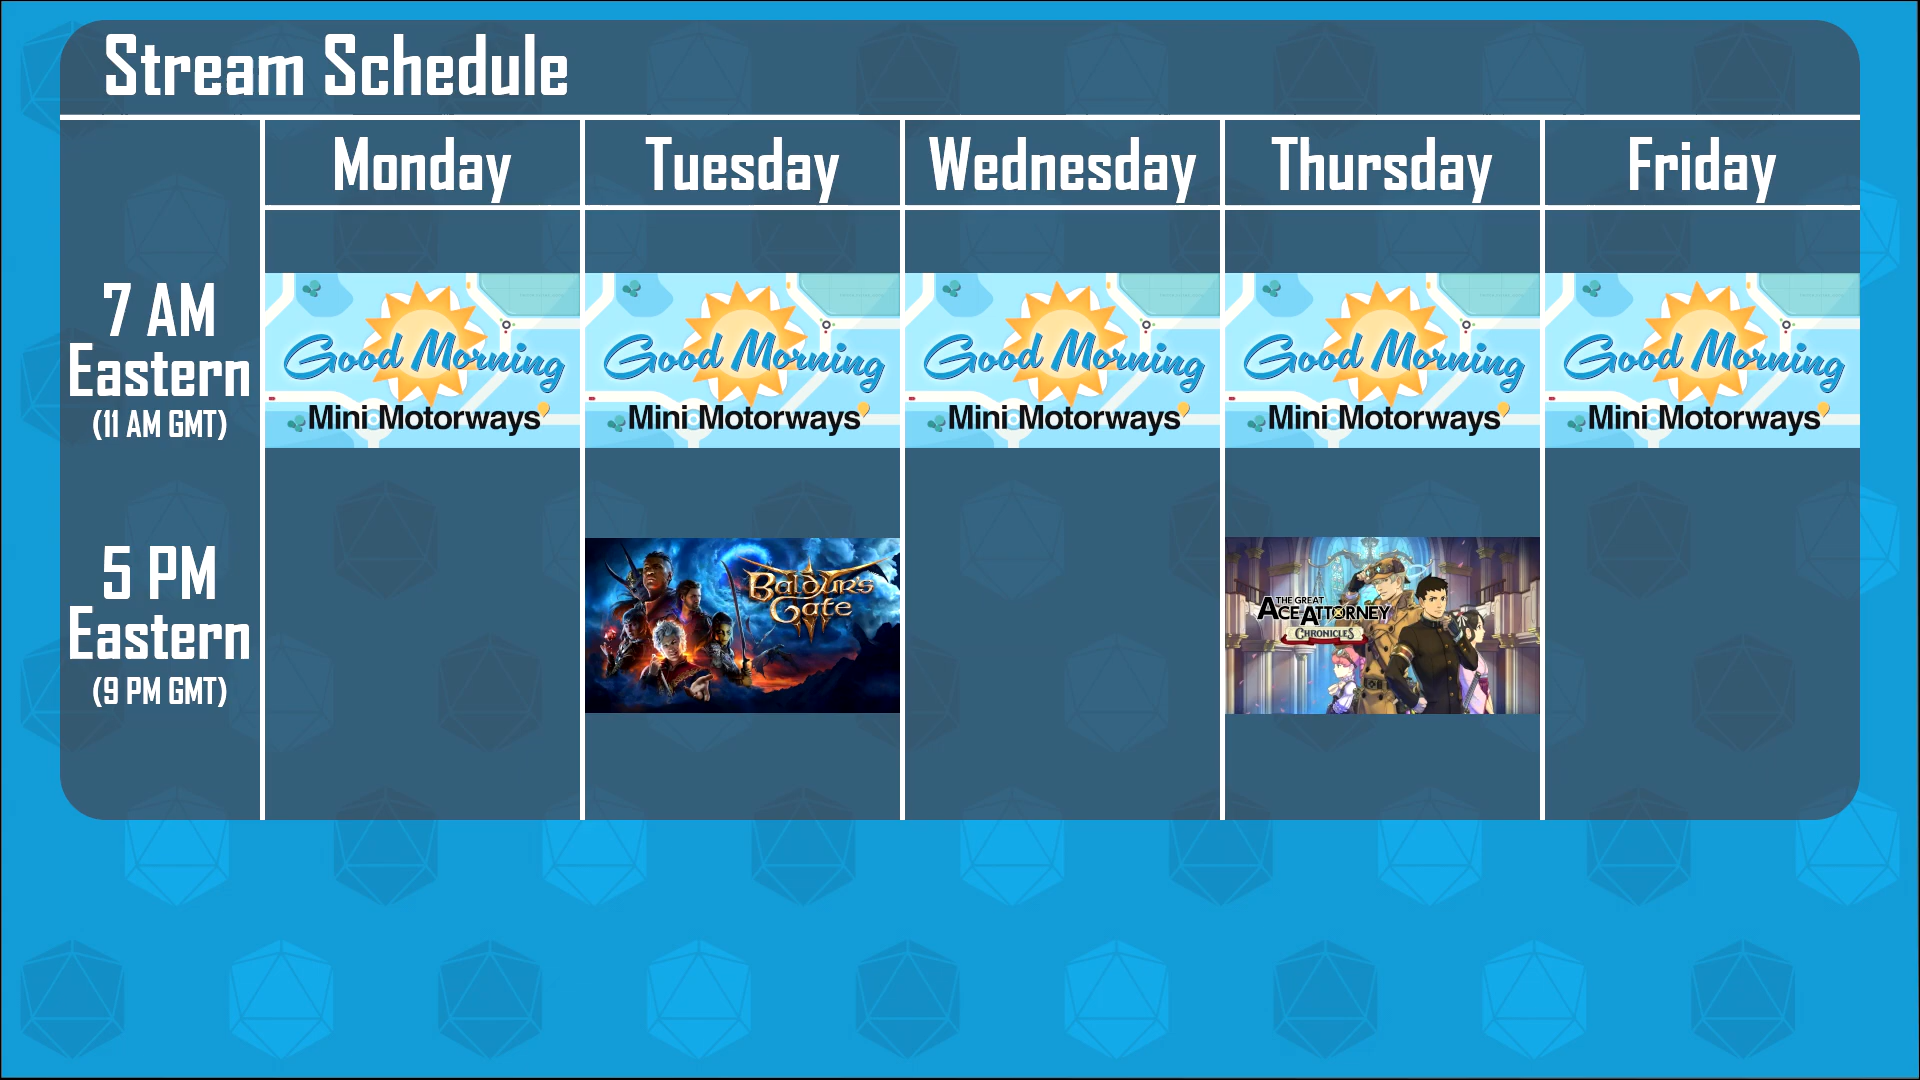 Stream Schedule
Monday
Tuesday
Wednesday
Thursday
Friday
7 AM
Eastern
(11 AM GMT)
Good Morning
Mini Motorways
Good Morning
Mini Motorways
Good Morning
Mini Motorways
Good Morning
Mini Motorways
Good Morning
Mini Motorways
5 PM
Eastern
(9 PM GMT)
Baldur's
Gate
III
THE GREAT
ACE ATTORNEY
CHRONICLES